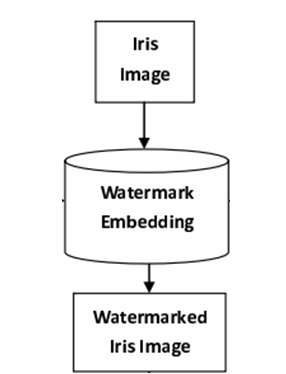 Iris
Image
Watermark
Embedding
Watermarked
Iris Image